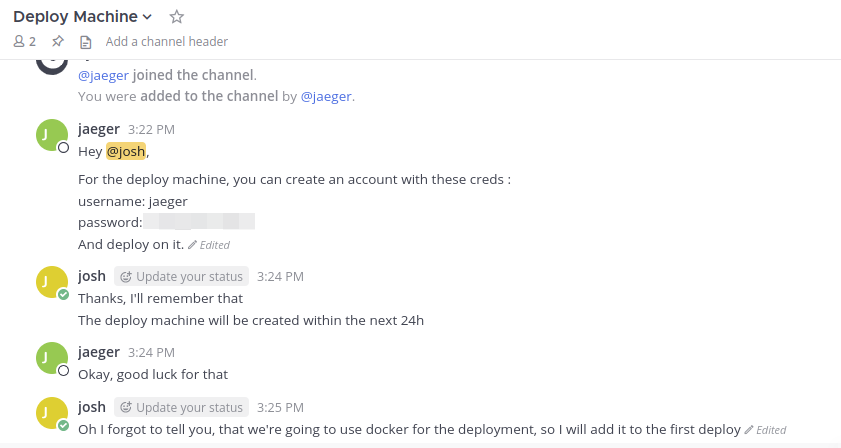 Deploy Machine
2 Add a channel header
@jaeger joined the channel.
You were added to the channel by @jaeger.
J jaeger 3:22 PM
Hey @josh,
For the deploy machine, you can create an account with these creds :
username: jaeger
password:
And deploy on it. Edited
J josh Update your status 3:24 PM
Thanks, I'll remember that
The deploy machine will be created within the next 24h
J jaeger 3:24 PM
Okay, good luck for that
J josh Update your status 3:25 PM
Oh I forgot to tell you, that we're going to use docker for the deployment, so I will add it to the first deploy Edited